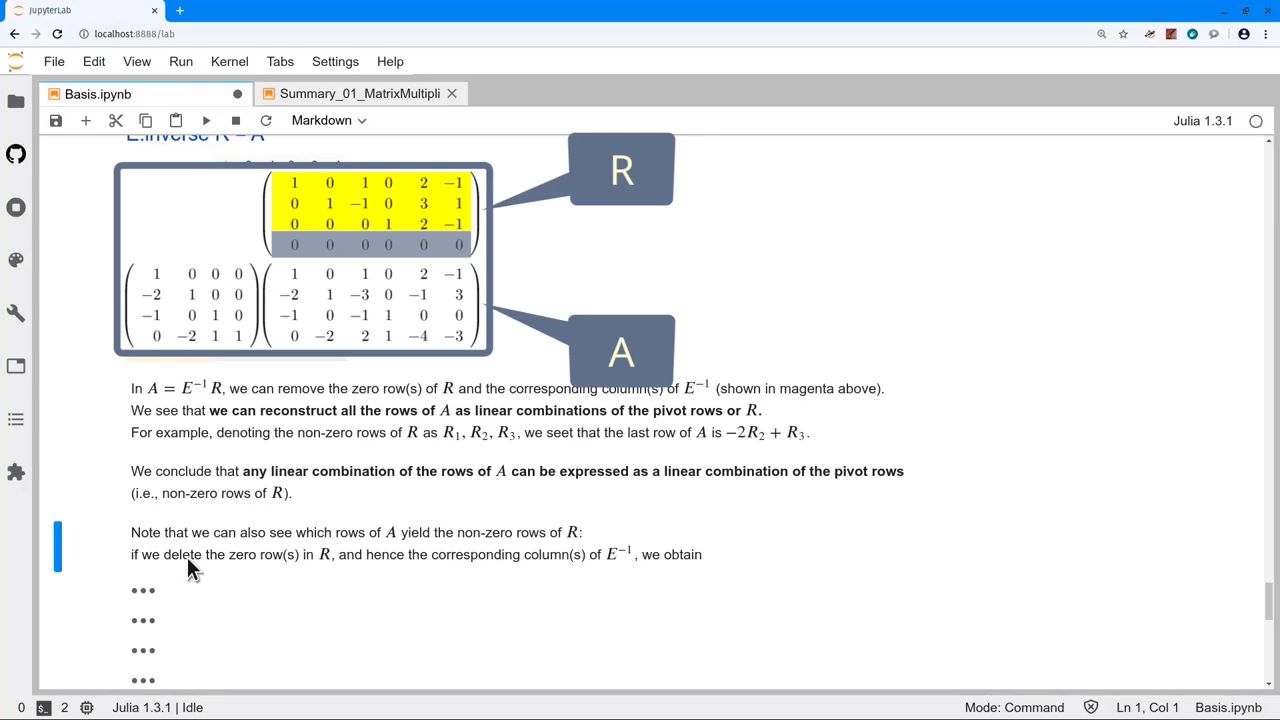 JupyterLab
localhost:8888/lab
File Edit View Run Kernel Tabs Settings Help
Basis.ipynb Summary_01_MatrixMultipli
Markdown Julia 1.3.1
E.inverse R = A
R
1 0 1 0 2 −1
0 1 −1 0 3 1
0 0 0 1 2 −1
0 0 0 0 0 0
1 0 0 0 1 0 1 0 2 −1
−2 1 0 0 −2 1 −3 0 −1 3
−1 0 1 0 −1 0 −1 1 0 0
0 −2 1 1 0 −2 2 1 −4 −3
A
In A = E⁻¹ R, we can remove the zero row(s) of R and the corresponding column(s) of E⁻¹ (shown in magenta above).
We see that we can reconstruct all the rows of A as linear combinations of the pivot rows or R.
For example, denoting the non-zero rows of R as R₁, R₂, R₃, we seet that the last row of A is −2R₂ + R₃.
We conclude that any linear combination of the rows of A can be expressed as a linear combination of the pivot rows
(i.e., non-zero rows of R).
Note that we can also see which rows of A yield the non-zero rows of R:
if we delete the zero row(s) in R, and hence the corresponding column(s) of E⁻¹, we obtain
0 2 Julia 1.3.1 | Idle Mode: Command Ln 1, Col 1 Basis.ipynb